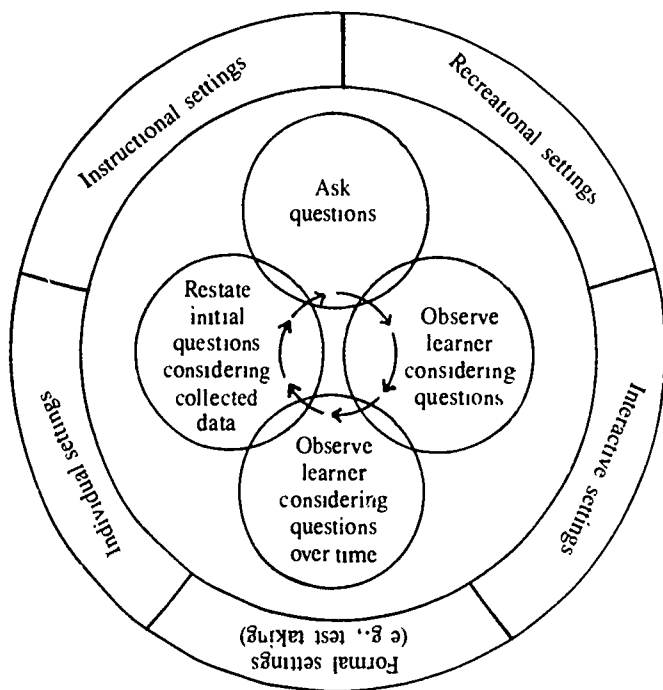 Instructional settings
Recreational settings
Ask
questions
Restate
initial
questions
considering
collected
data
Observe
learner
considering
questions
Observe
learner
considering
questions
over time
Individual settings
Interactive settings
Formal settings
(e g., test taking)